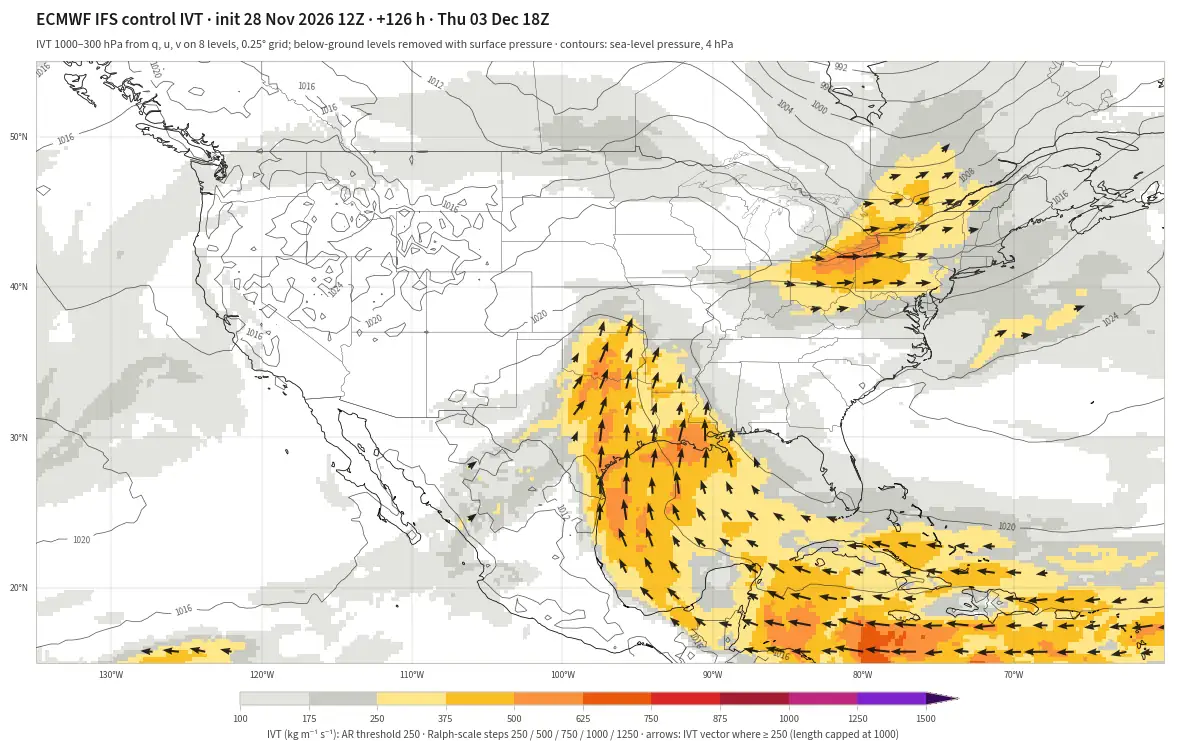 ECMWF IFS control IVT · init 28 Nov 2026 12Z · +126 h · Thu 03 Dec 18Z
IVT 1000–300 hPa from q, u, v on 8 levels, 0.25° grid; below-ground levels removed with surface pressure · contours: sea-level pressure, 4 hPa
1016
1020
1016
1012
992
1016
1004
1000
1016
50°N
1008
1016
1016
40°N
1024
1020
1016
1020
1024
30°N
1012
1020
1020
20°N
1016
1016
130°W
120°W
110°W
100°W
90°W
80°W
70°W
100
175
250
375
500
625
750
875
1000
1250
1500
IVT (kg m⁻¹ s⁻¹): AR threshold 250 · Ralph-scale steps 250 / 500 / 750 / 1000 / 1250 · arrows: IVT vector where ≥ 250 (length capped at 1000)